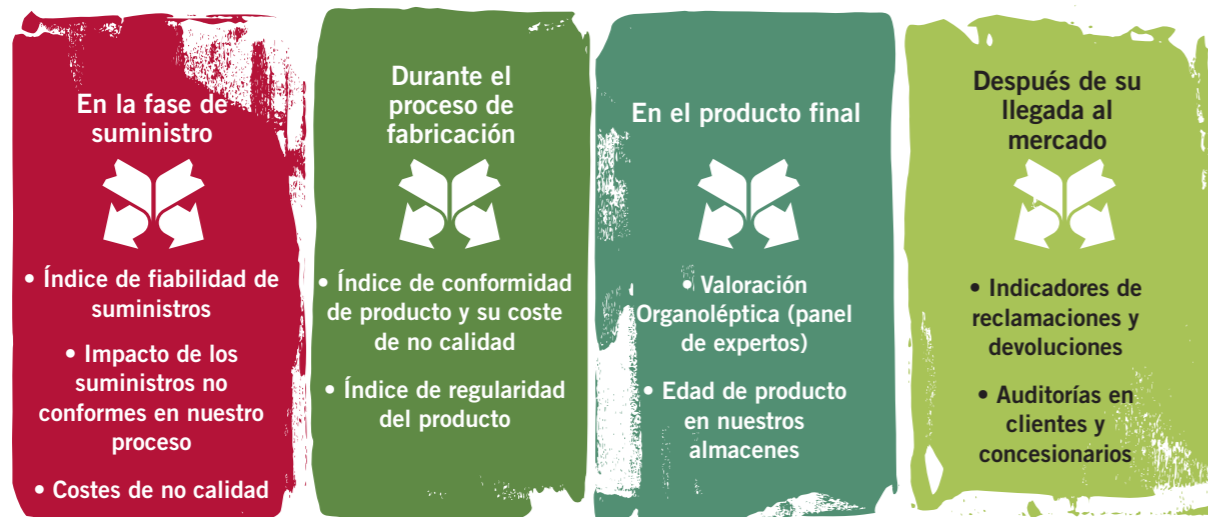 En la fase de
suministro
• Índice de fiabilidad de
suministros
• Impacto de los
suministros no
conformes en nuestro
proceso
• Costes de no calidad
Durante el
proceso de
fabricación
• Índice de conformidad
de producto y su coste
de no calidad
• Índice de regularidad
del producto
En el producto final
• Valoración
Organoléptica (panel
de expertos)
• Edad de producto
en nuestros
almacenes
Después de su
llegada al
mercado
• Indicadores de
reclamaciones y
devoluciones
• Auditorías en
clientes y
concesionarios